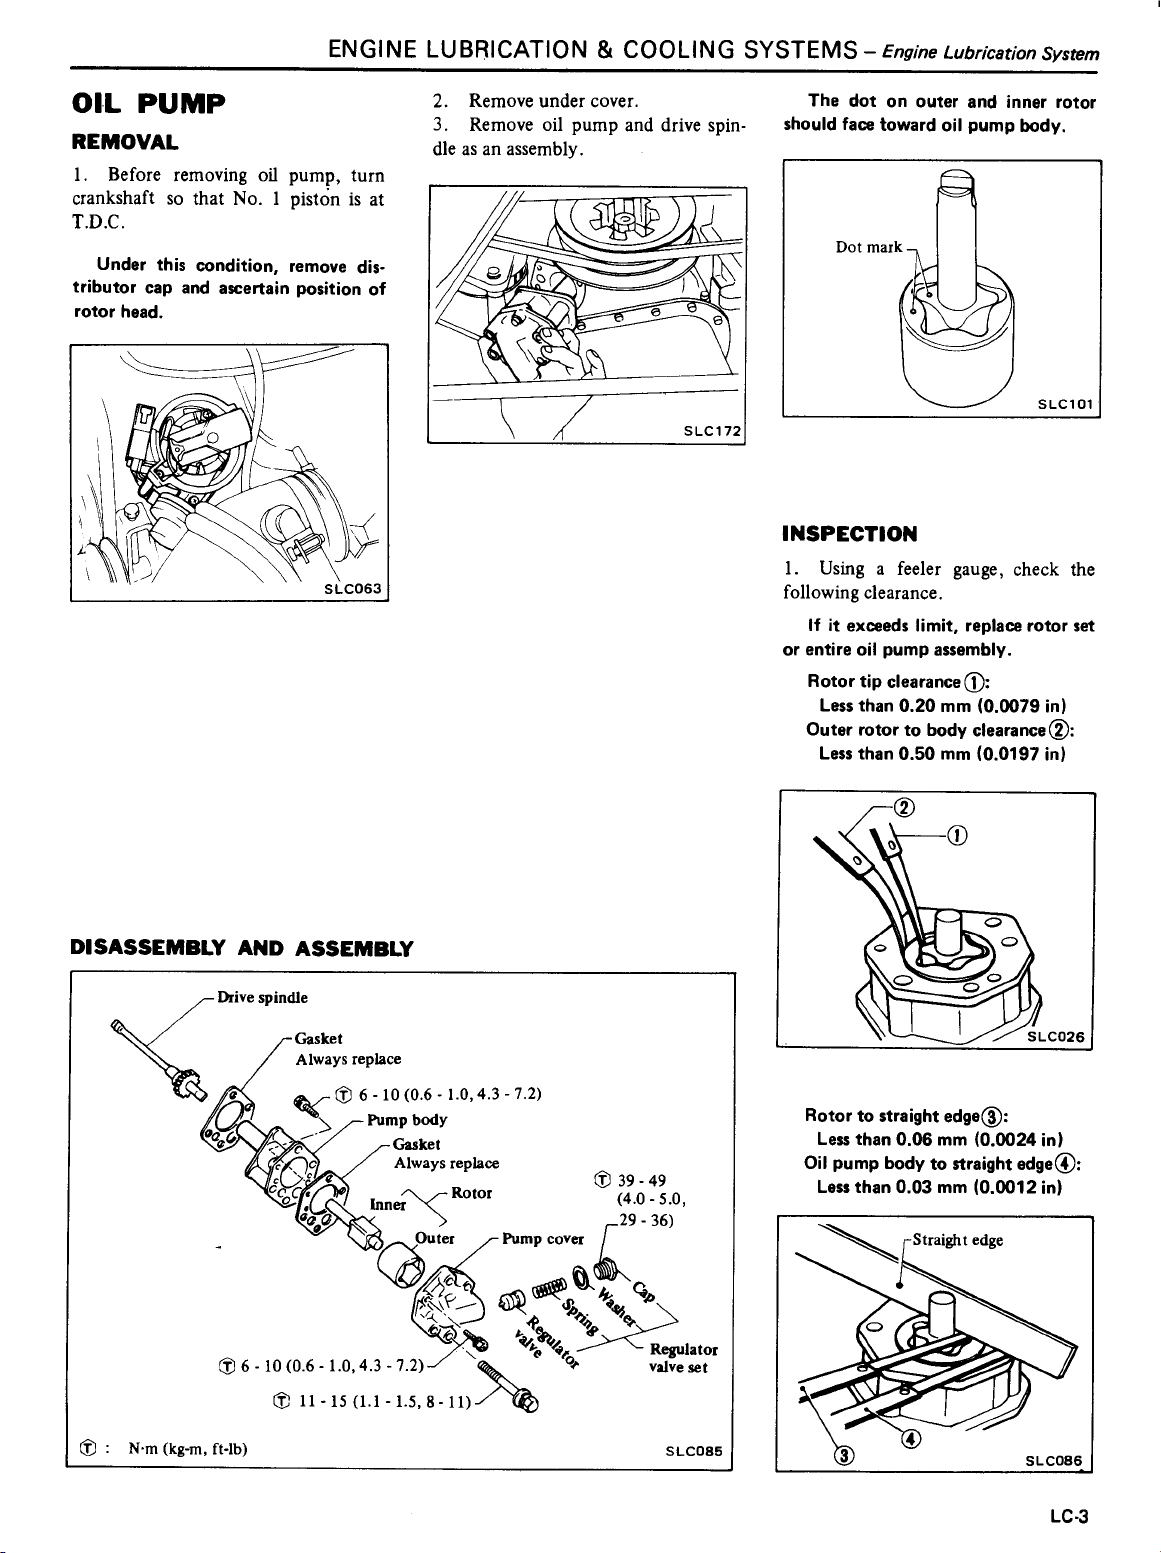 ENGINE LUBRICATION & COOLING SYSTEMS – Engine Lubrication System
OIL PUMP
REMOVAL
1. Before removing oil pump, turn
crankshaft so that No. 1 piston is at
T.D.C.
Under this condition, remove dis-
tributor cap and ascertain position of
rotor head.
SLC063
2. Remove under cover.
3. Remove oil pump and drive spin-
dle as an assembly.
SLC172
The dot on outer and inner rotor
should face toward oil pump body.
Dot mark
SLC101
INSPECTION
1. Using a feeler gauge, check the
following clearance.
If it exceeds limit, replace rotor set
or entire oil pump assembly.
Rotor tip clearance①:
Less than 0.20 mm (0.0079 in)
Outer rotor to body clearance②:
Less than 0.50 mm (0.0197 in)
②
①
SLC026
Rotor to straight edge③:
Less than 0.06 mm (0.0024 in)
Oil pump body to straight edge④:
Less than 0.03 mm (0.0012 in)
Straight edge
③
④
SLC086
DISASSEMBLY AND ASSEMBLY
Drive spindle
Gasket
Always replace
Ⓣ 6 - 10 (0.6 - 1.0, 4.3 - 7.2)
Pump body
Gasket
Always replace
Rotor
Inner
Outer
Pump cover
Ⓣ 39 - 49
(4.0 - 5.0,
29 - 36)
Cap
Washer
Spring
Regulator
valve
Regulator
valve set
Ⓣ 6 - 10 (0.6 - 1.0, 4.3 - 7.2)
Ⓣ 11 - 15 (1.1 - 1.5, 8 - 11)
Ⓣ : N·m (kg-m, ft-lb)
SLC085
LC-3